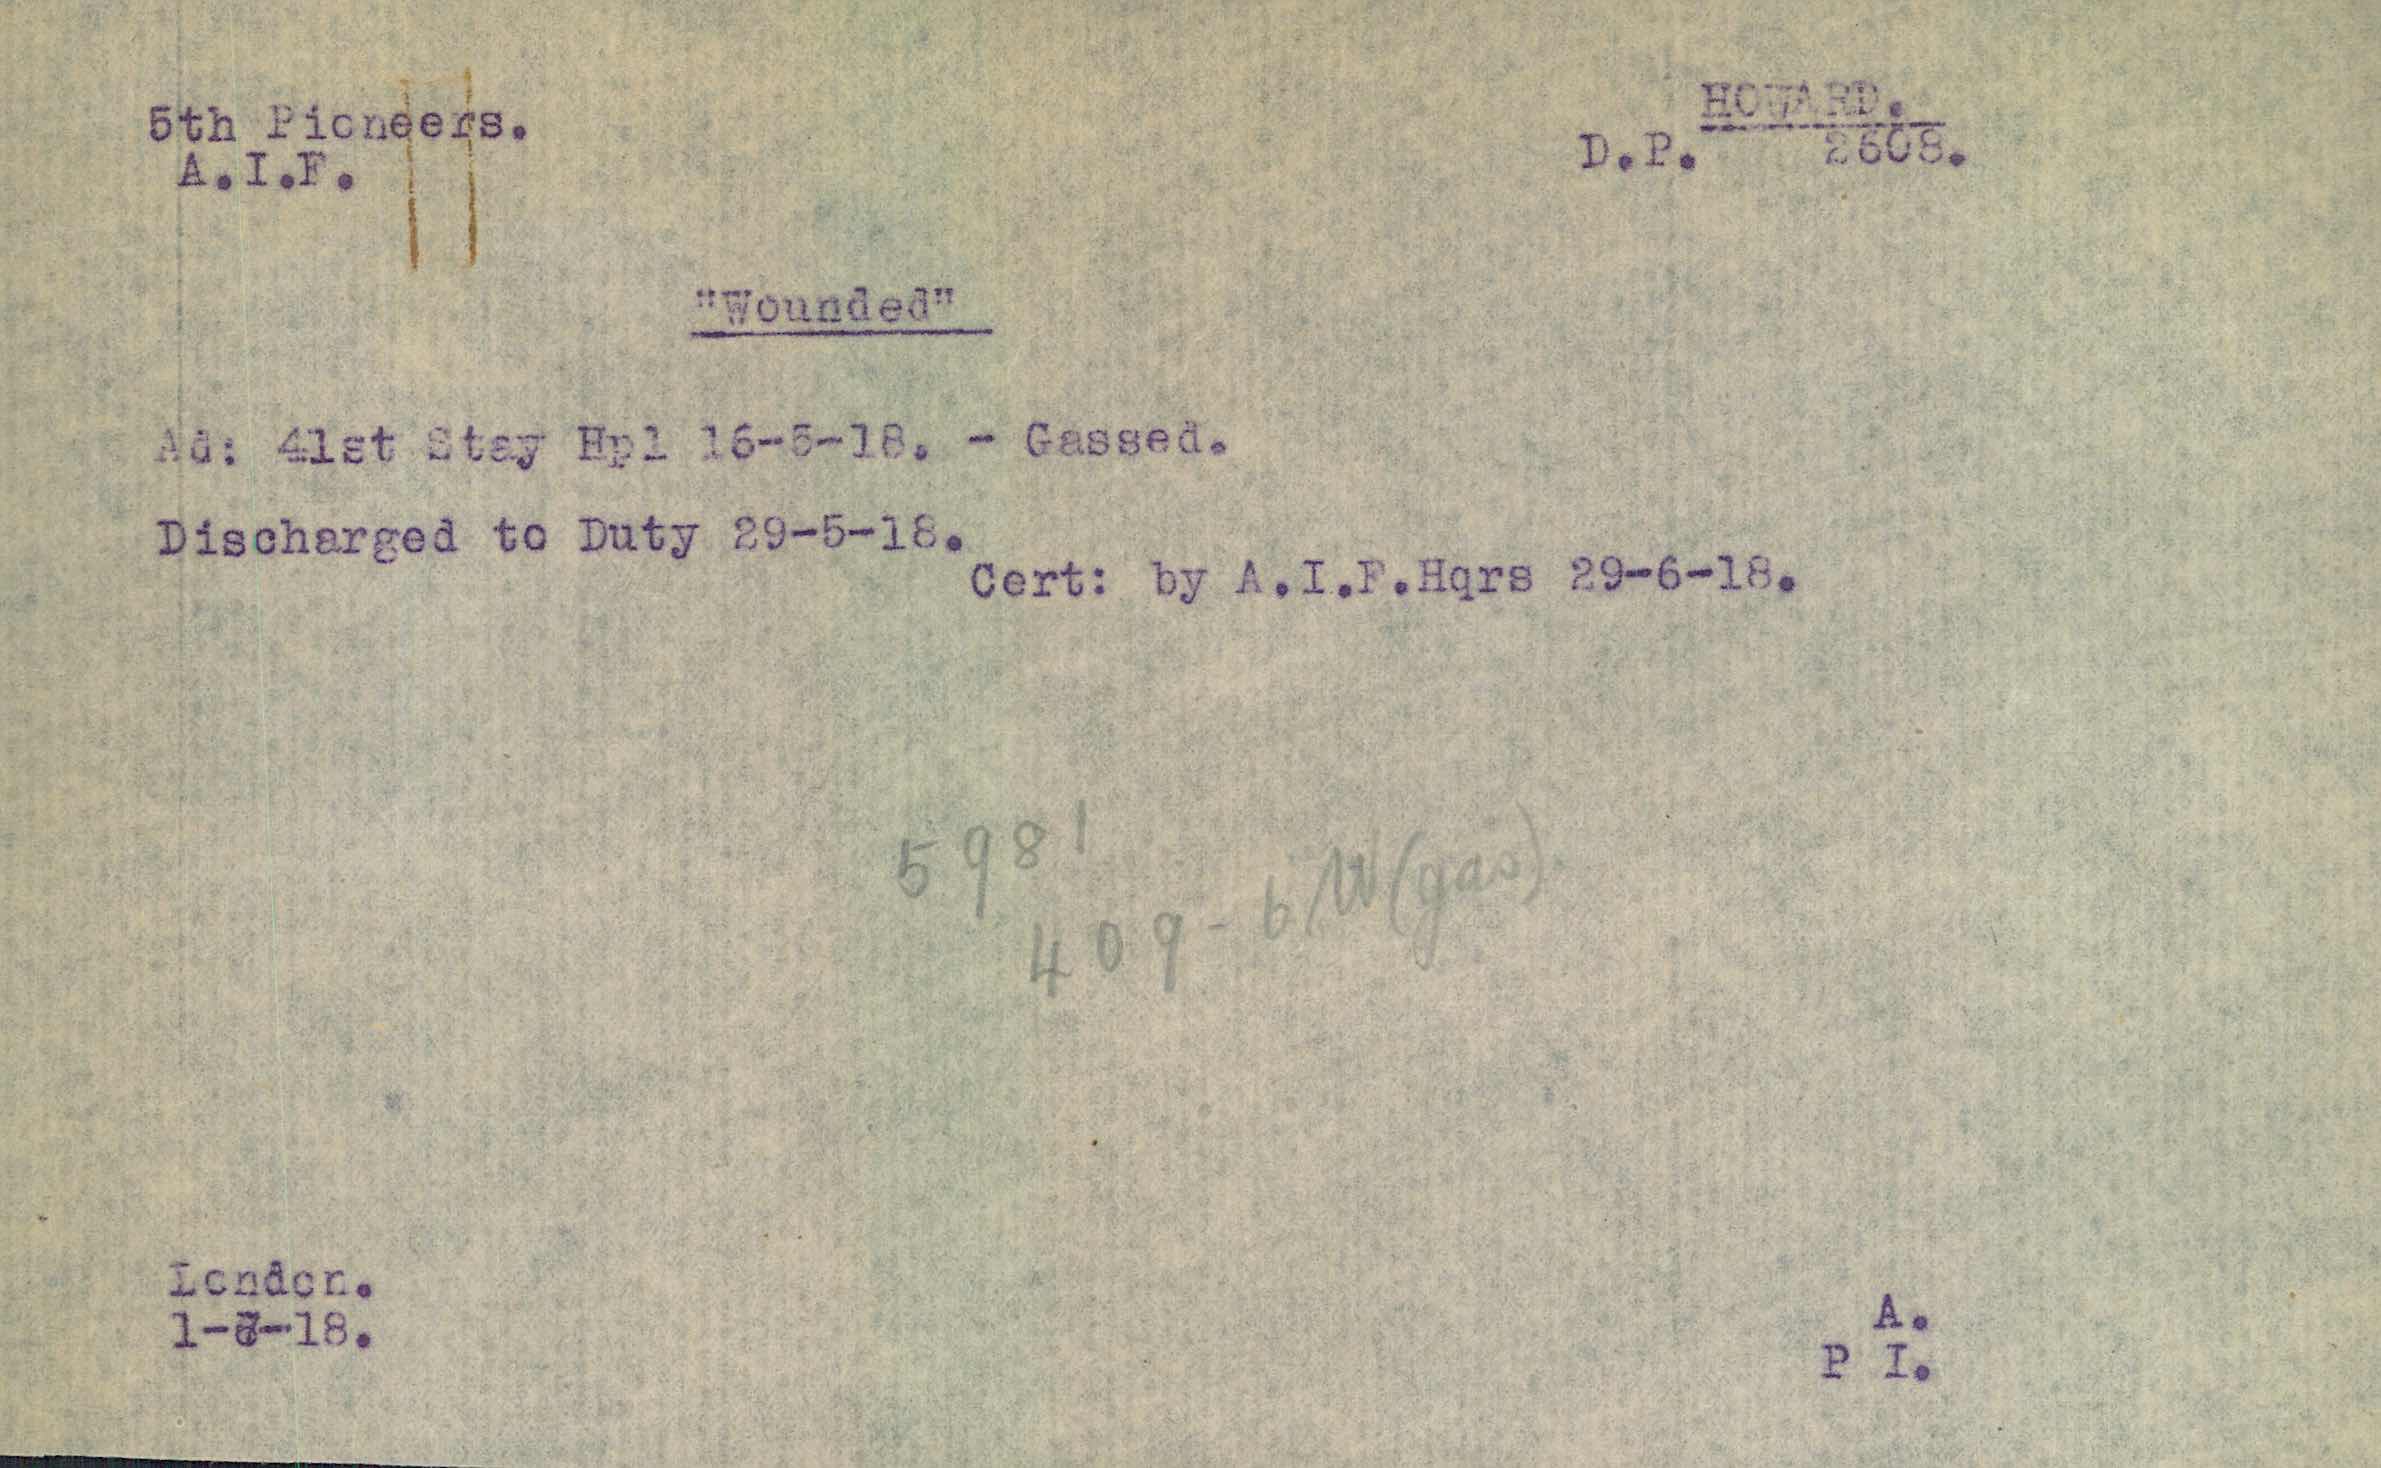 5th Pioneers.
A.I.F.
HOWARD.
D.P. 2608.
"Wounded"
Ad: 41st Stay Hpl 16-5-18. - Gassed.
Discharged to Duty 29-5-18.
Cert: by A.I.F.Hqrs 29-6-18.
5981
409-6/W(gas).
London.
1-7-18.
A.
P I.